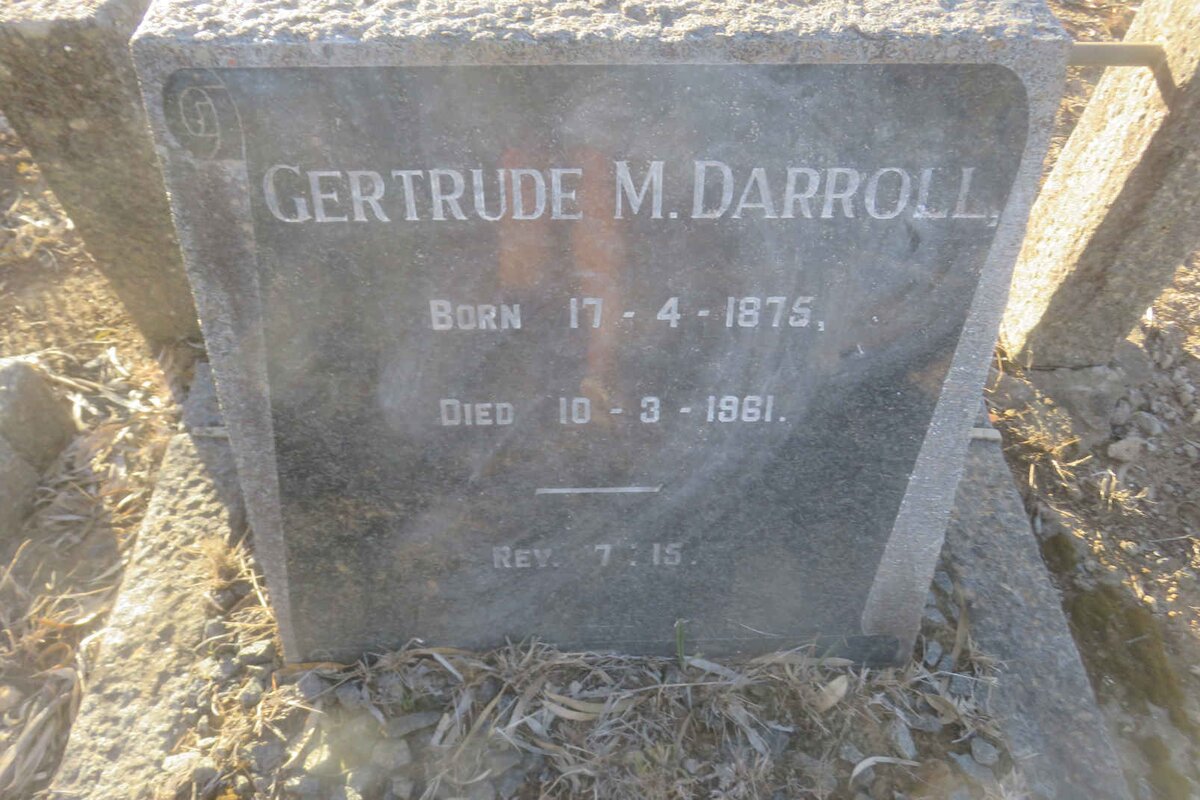 GERTRUDE M. DARROLL,
BORN 17 - 4 - 1875,
DIED 10 - 3 - 1961.
REV. 7 : 15.